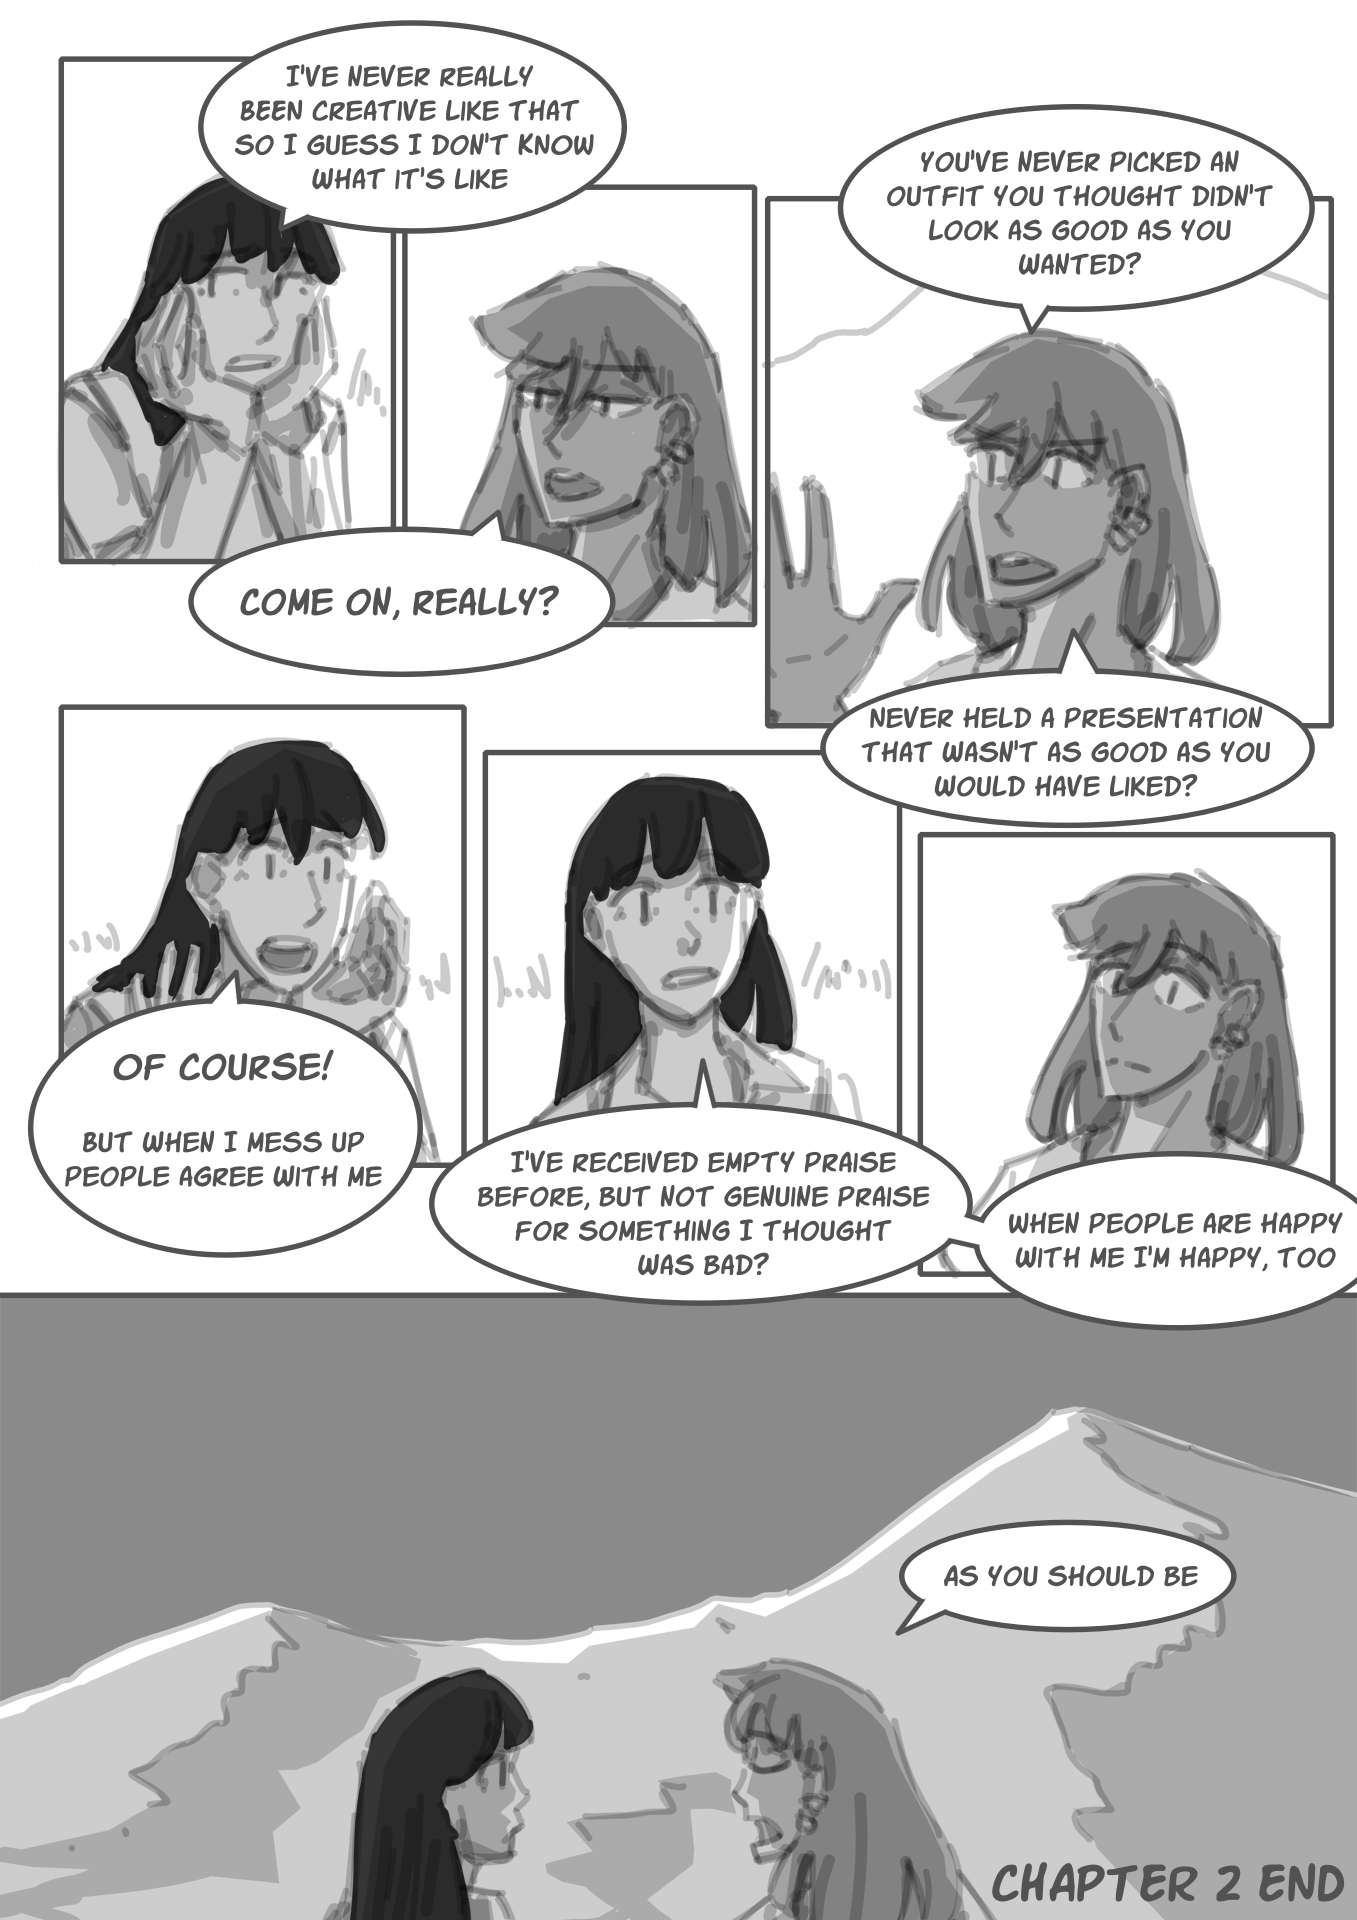 I'VE NEVER REALLY
BEEN CREATIVE LIKE THAT
SO I GUESS I DON'T KNOW
WHAT IT'S LIKE
COME ON, REALLY?
YOU'VE NEVER PICKED AN
OUTFIT YOU THOUGHT DIDN'T
LOOK AS GOOD AS YOU
WANTED?
NEVER HELD A PRESENTATION
THAT WASN'T AS GOOD AS YOU
WOULD HAVE LIKED?
OF COURSE!
BUT WHEN I MESS UP
PEOPLE AGREE WITH ME
I'VE RECEIVED EMPTY PRAISE
BEFORE, BUT NOT GENUINE PRAISE
FOR SOMETHING I THOUGHT
WAS BAD?
WHEN PEOPLE ARE HAPPY
WITH ME I'M HAPPY, TOO
AS YOU SHOULD BE
CHAPTER 2 END